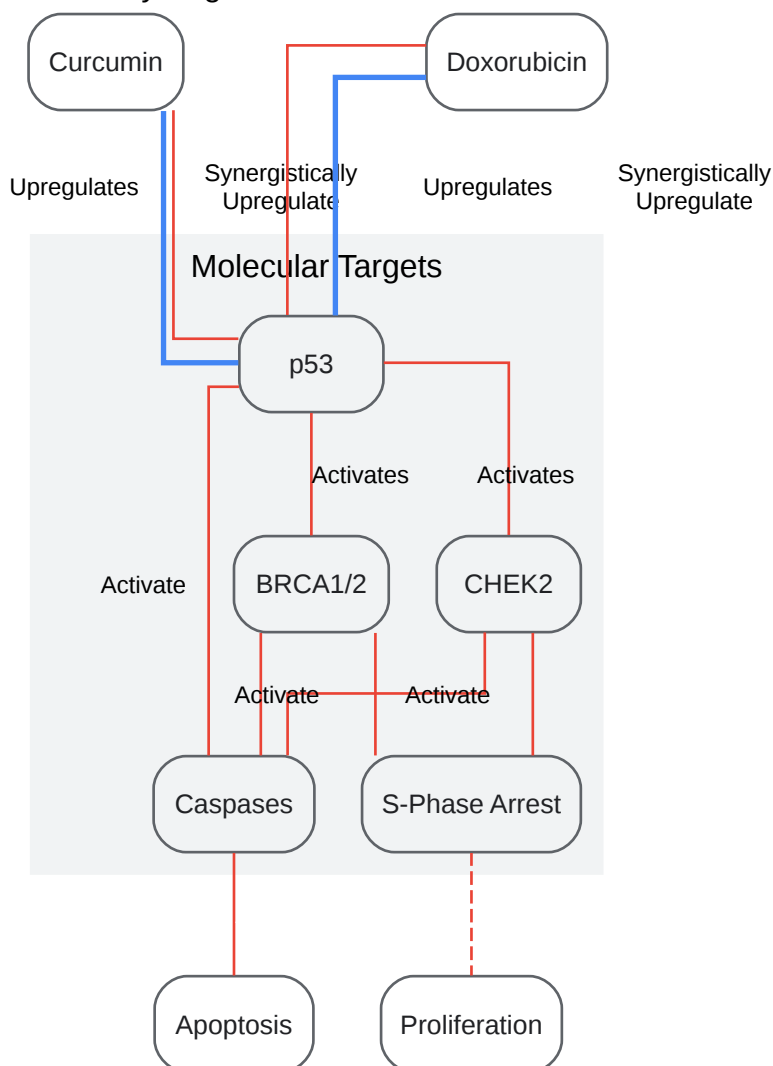 Curcumin
Doxorubicin
Upregulates
Synergistically
Upregulate
Upregulates
Synergistically
Upregulate
Molecular Targets
p53
Activates
Activates
Activate
BRCA1/2
CHEK2
Activate
Activate
Caspases
S-Phase Arrest
Apoptosis
Proliferation